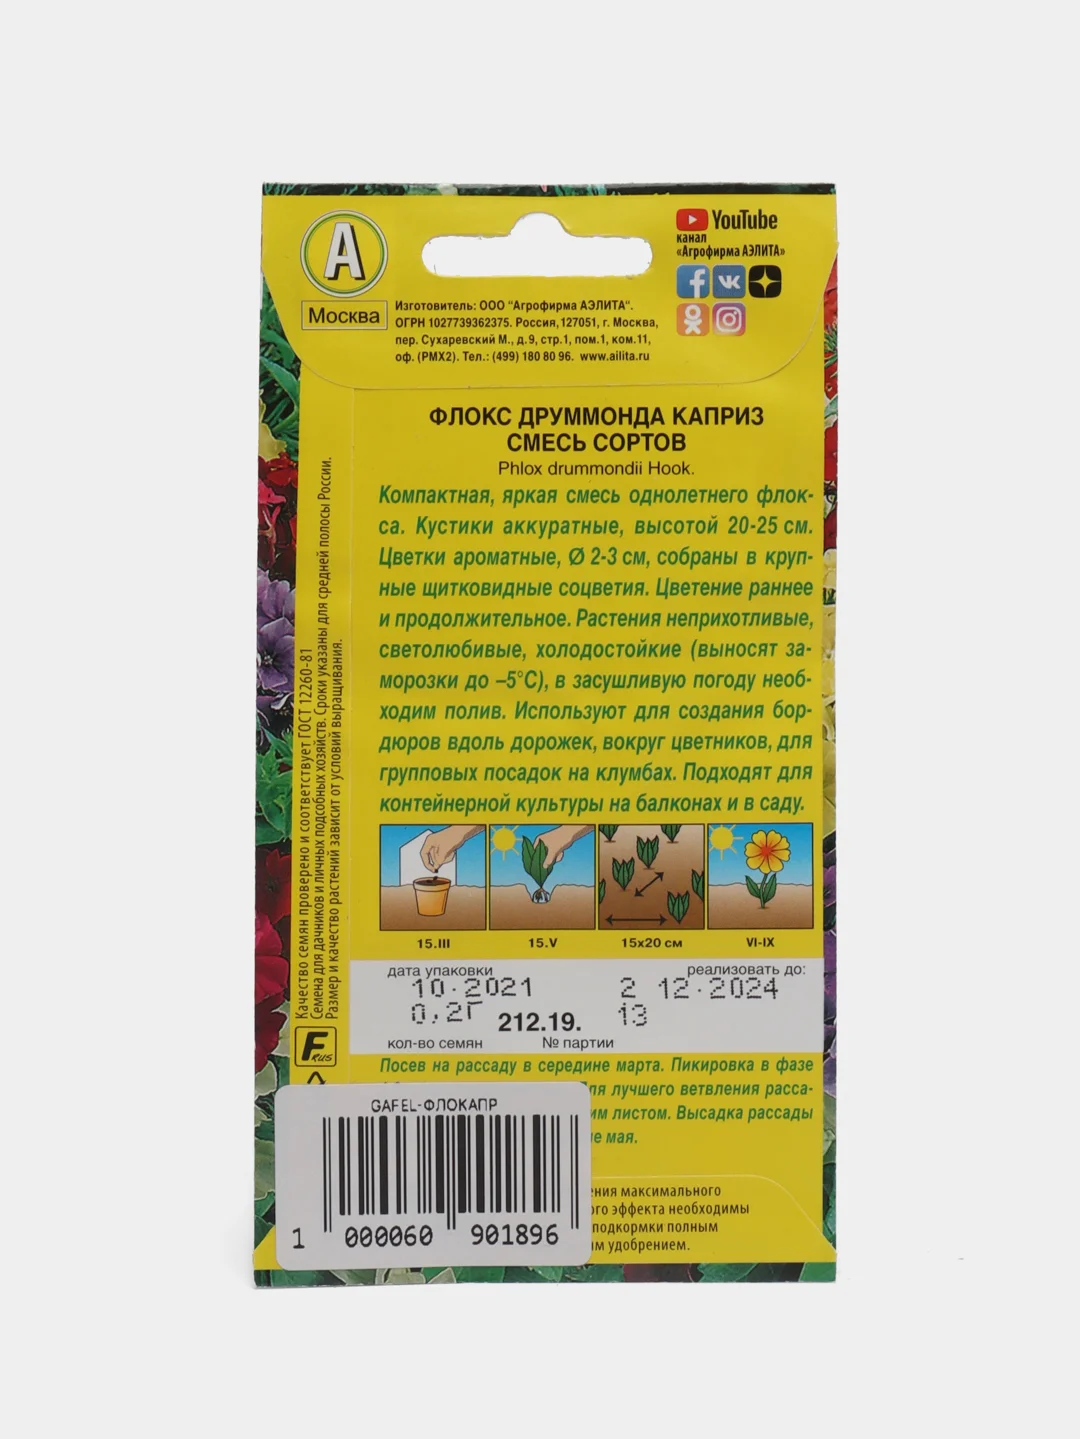 А
Москва
YouTube
канал
«Агрофирма АЭЛИТА»
Изготовитель: ООО "Агрофирма АЭЛИТА".
ОГРН 1027739362375. Россия, 127051, г. Москва,
пер. Сухаревский М., д. 9, стр.1, пом.1, ком.11,
оф. (РМХ2). Тел.: (499) 180 80 96. www.ailita.ru
ФЛОКС ДРУММОНДА КАПРИЗ
СМЕСЬ СОРТОВ
Phlox drummondii Hook.
Компактная, яркая смесь однолетнего флок-
са. Кустики аккуратные, высотой 20-25 см.
Цветки ароматные, Ø 2-3 см, собраны в круп-
ные щитковидные соцветия. Цветение раннее
и продолжительное. Растения неприхотливые,
светолюбивые, холодостойкие (выносят за-
морозки до –5°С), в засушливую погоду необ-
ходим полив. Используют для создания бор-
дюров вдоль дорожек, вокруг цветников, для
групповых посадок на клумбах. Подходят для
контейнерной культуры на балконах и в саду.
15.III 15.V 15х20 см VI-IX
дата упаковки реализовать до:
10.2021 2 12.2024
0,2Г 212.19. 13
кол-во семян № партии
Посев на рассаду в середине марта. Пикировка в фазе
ля лучшего ветвления расса-
им листом. Высадка рассады
мая.
ния максимального
го эффекта необходимы
подкормки полным
м удобрением.
Качество семян проверено и соответствует ГОСТ 12260-81
Семена для дачников и личных подсобных хозяйств. Сроки указаны для средней полосы России.
Размер и качество растений зависит от условий выращивания.
F RUS
GAFEL-ФЛОКАПР
1 000060 901896